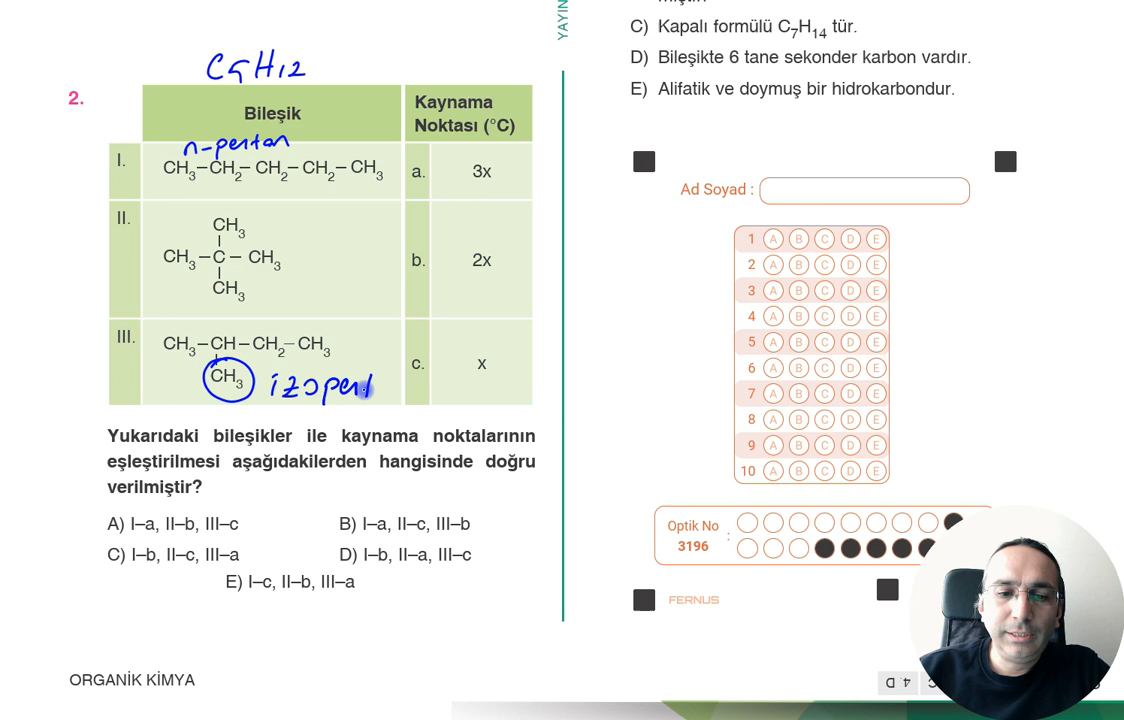 mıştır
C) Kapalı formülü C7H14 tür.
D) Bileşikte 6 tane sekonder karbon vardır.
E) Alifatik ve doymuş bir hidrokarbondur.
YAYIN
C5H12
2.
Bileşik
Kaynama
Noktası (°C)
n-pentan
I. CH3–CH2–CH2–CH2–CH3 a. 3x
II.
CH3
CH3–C–CH3 b. 2x
CH3
III. CH3–CH–CH2–CH3
CH3 izopent c. x
Yukarıdaki bileşikler ile kaynama noktalarının
eşleştirilmesi aşağıdakilerden hangisinde doğru
verilmiştir?
A) I–a, II–b, III–c B) I–a, II–c, III–b
C) I–b, II–c, III–a D) I–b, II–a, III–c
E) I–c, II–b, III–a
Ad Soyad :
1 A B C D E
2 A B C D E
3 A B C D E
4 A B C D E
5 A B C D E
6 A B C D E
7 A B C D E
8 A B C D E
9 A B C D E
10 A B C D E
Optik No :
3196
FERNUS
ORGANİK KİMYA
4. D